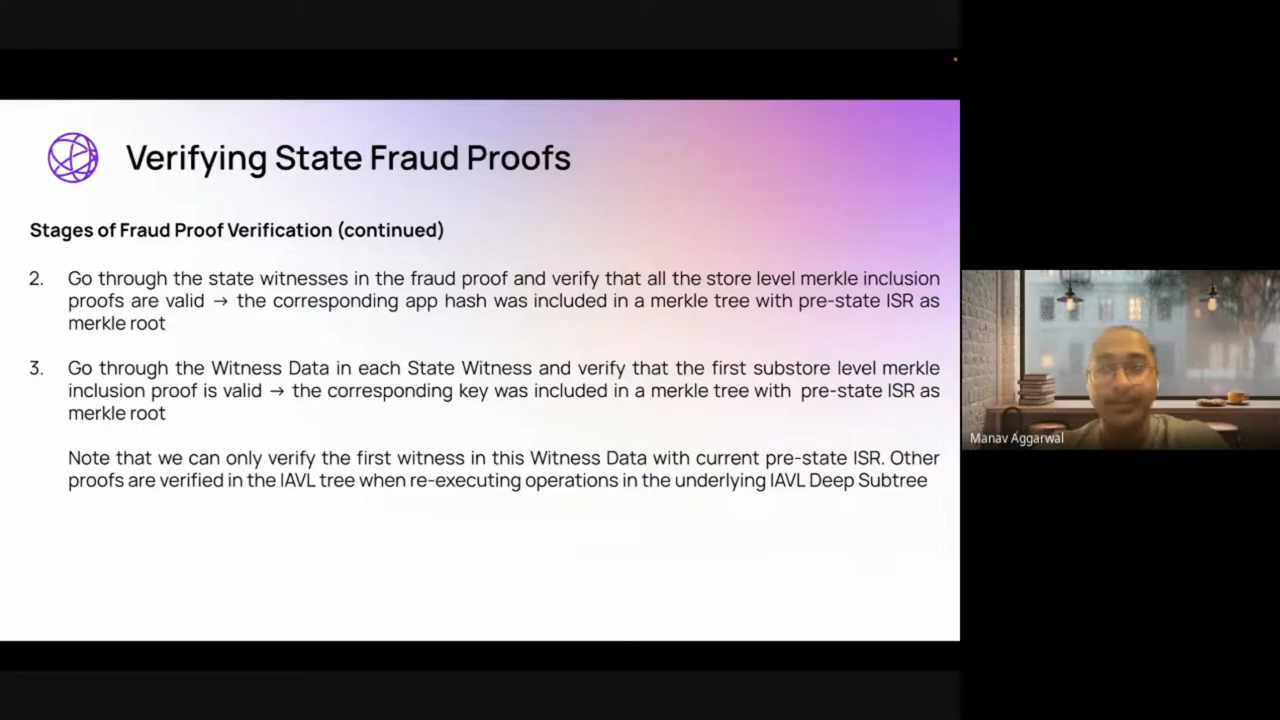 Verifying State Fraud Proofs
Stages of Fraud Proof Verification (continued)
2. Go through the state witnesses in the fraud proof and verify that all the store level merkle inclusion
proofs are valid → the corresponding app hash was included in a merkle tree with pre-state ISR as
merkle root
3. Go through the Witness Data in each State Witness and verify that the first substore level merkle
inclusion proof is valid → the corresponding key was included in a merkle tree with pre-state ISR as
merkle root
Note that we can only verify the first witness in this Witness Data with current pre-state ISR. Other
proofs are verified in the IAVL tree when re-executing operations in the underlying IAVL Deep Subtree
Manav Aggarwal